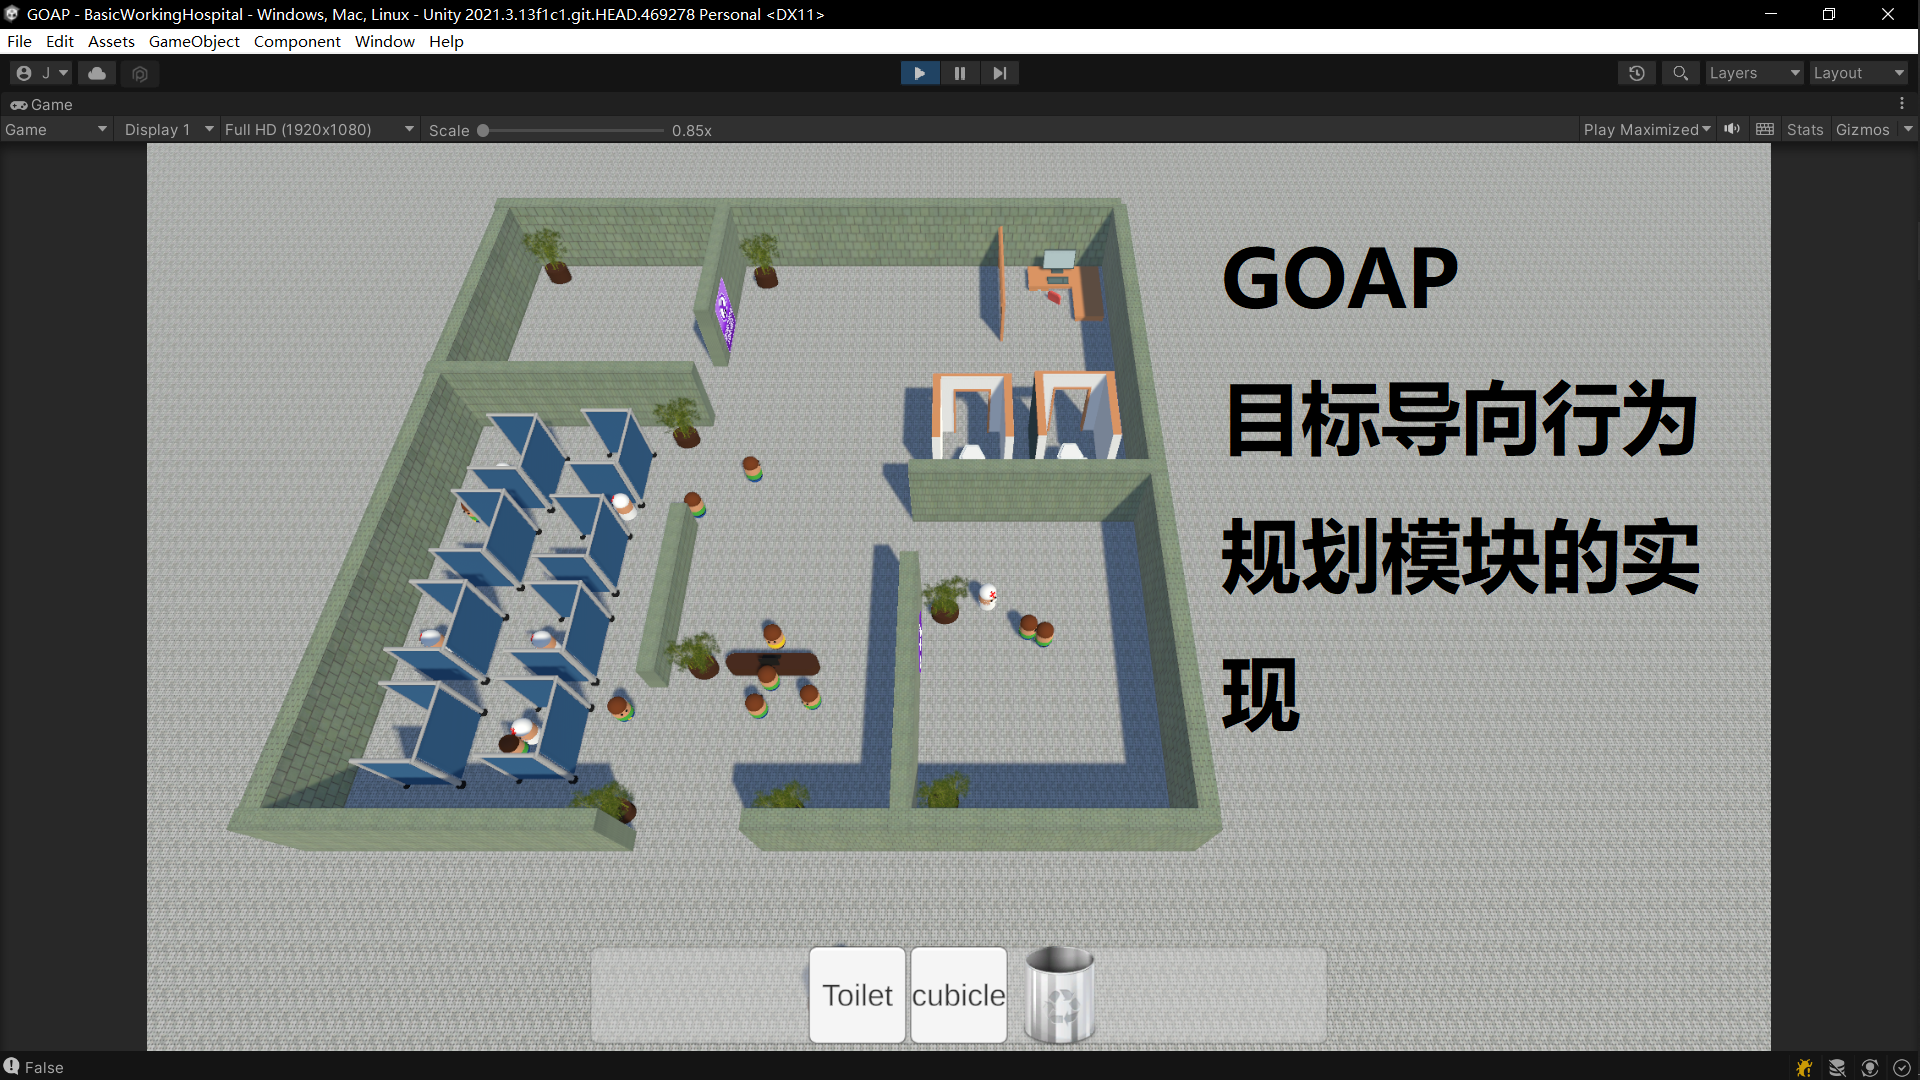 GOAP - BasicWorkingHospital - Windows, Mac, Linux - Unity 2021.3.13f1c1.git.HEAD.469278 Personal <DX11>
File Edit Assets GameObject Component Window Help
J Layers Layout
Game
Game Display 1 Full HD (1920x1080) Scale 0.85x Play Maximized Stats Gizmos
GOAP
目标导向行为
规划模块的实
现
Toilet cubicle
False